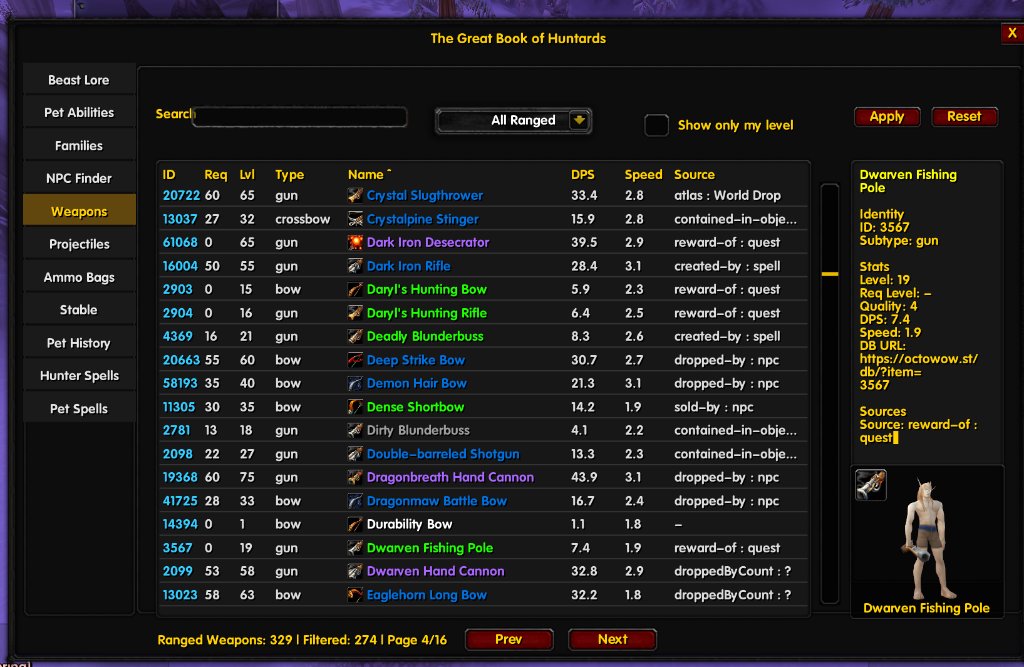 The Great Book of Huntards
X
Beast Lore
Pet Abilities
Families
NPC Finder
Weapons
Projectiles
Ammo Bags
Stable
Pet History
Hunter Spells
Pet Spells
Search
All Ranged
Show only my level
Apply
Reset
ID Req Lvl Type Name ^ DPS Speed Source
20722 60 65 gun Crystal Slugthrower 33.4 2.8 atlas : World Drop
13037 27 32 crossbow Crystalpine Stinger 15.9 2.8 contained-in-obje...
61068 0 65 gun Dark Iron Desecrator 39.5 2.9 reward-of : quest
16004 50 55 gun Dark Iron Rifle 28.4 3.1 created-by : spell
2903 0 15 bow Daryl's Hunting Bow 5.9 2.3 reward-of : quest
2904 0 16 gun Daryl's Hunting Rifle 6.4 2.5 reward-of : quest
4369 16 21 gun Deadly Blunderbuss 8.3 2.6 created-by : spell
20663 55 60 bow Deep Strike Bow 30.7 2.7 dropped-by : npc
58193 35 40 bow Demon Hair Bow 21.3 3.1 dropped-by : npc
11305 30 35 bow Dense Shortbow 14.2 1.9 sold-by : npc
2781 13 18 gun Dirty Blunderbuss 4.1 2.2 contained-in-obje...
2098 22 27 gun Double-barreled Shotgun 13.3 2.3 contained-in-obje...
19368 60 75 gun Dragonbreath Hand Cannon 43.9 3.1 dropped-by : npc
41725 28 33 bow Dragonmaw Battle Bow 16.7 2.4 dropped-by : npc
14394 0 1 bow Durability Bow 1.1 1.8 -
3567 0 19 gun Dwarven Fishing Pole 7.4 1.9 reward-of : quest
2099 53 58 gun Dwarven Hand Cannon 32.8 2.9 droppedByCount : ?
13023 58 63 bow Eaglehorn Long Bow 32.2 1.8 droppedByCount : ?
Dwarven Fishing
Pole
Identity
ID: 3567
Subtype: gun
Stats
Level: 19
Req Level: -
Quality: 4
DPS: 7.4
Speed: 1.9
DB URL:
https://octowow.st/
db/?item=
3567
Sources
Source: reward-of :
quest
Dwarven Fishing Pole
Ranged Weapons: 329 | Filtered: 274 | Page 4/16
Prev
Next